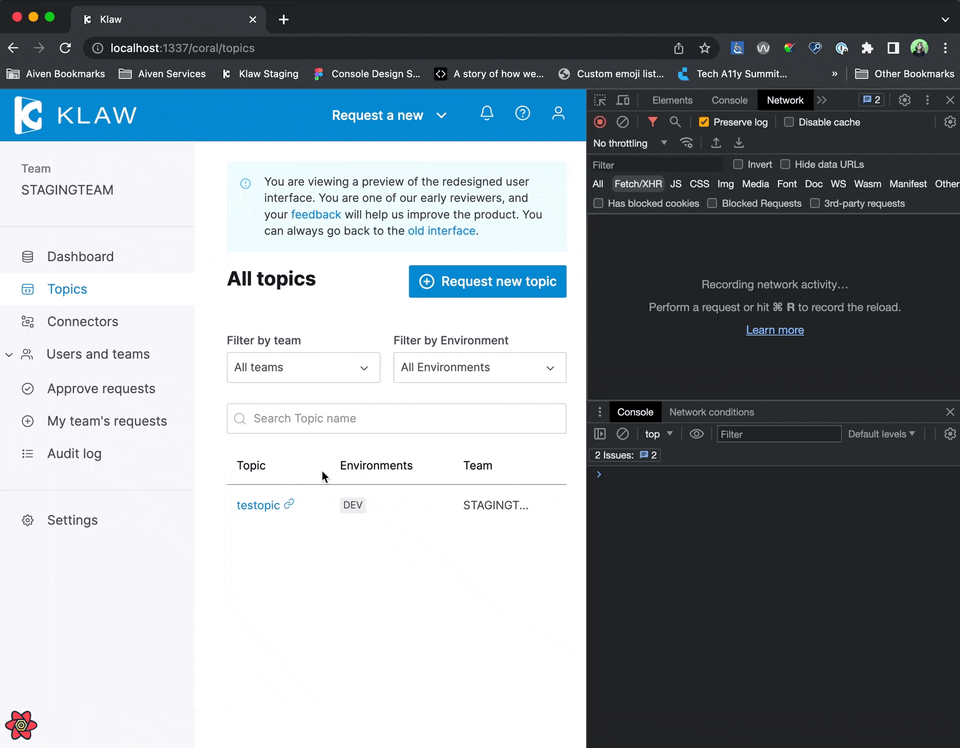 Klaw
localhost:1337/coral/topics
Aiven Bookmarks
Aiven Services
Klaw Staging
Console Design S...
A story of how we...
Custom emoji list...
Tech A11y Summit...
»
Other Bookmarks
KLAW
Request a new
Team
STAGINGTEAM
Dashboard
Topics
Connectors
Users and teams
Approve requests
My team's requests
Audit log
Settings
You are viewing a preview of the redesigned user
interface. You are one of our early reviewers, and
your feedback will help us improve the product. You
can always go back to the old interface.
All topics
Request new topic
Filter by team
Filter by Environment
All teams
All Environments
Search Topic name
Topic Environments Team
testopic DEV STAGINGT...
Elements Console Network 2
Preserve log Disable cache
No throttling
Filter Invert Hide data URLs
All Fetch/XHR JS CSS Img Media Font Doc WS Wasm Manifest Other
Has blocked cookies Blocked Requests 3rd-party requests
Recording network activity…
Perform a request or hit ⌘ R to record the reload.
Learn more
Console Network conditions
top Filter Default levels
2 Issues: 2